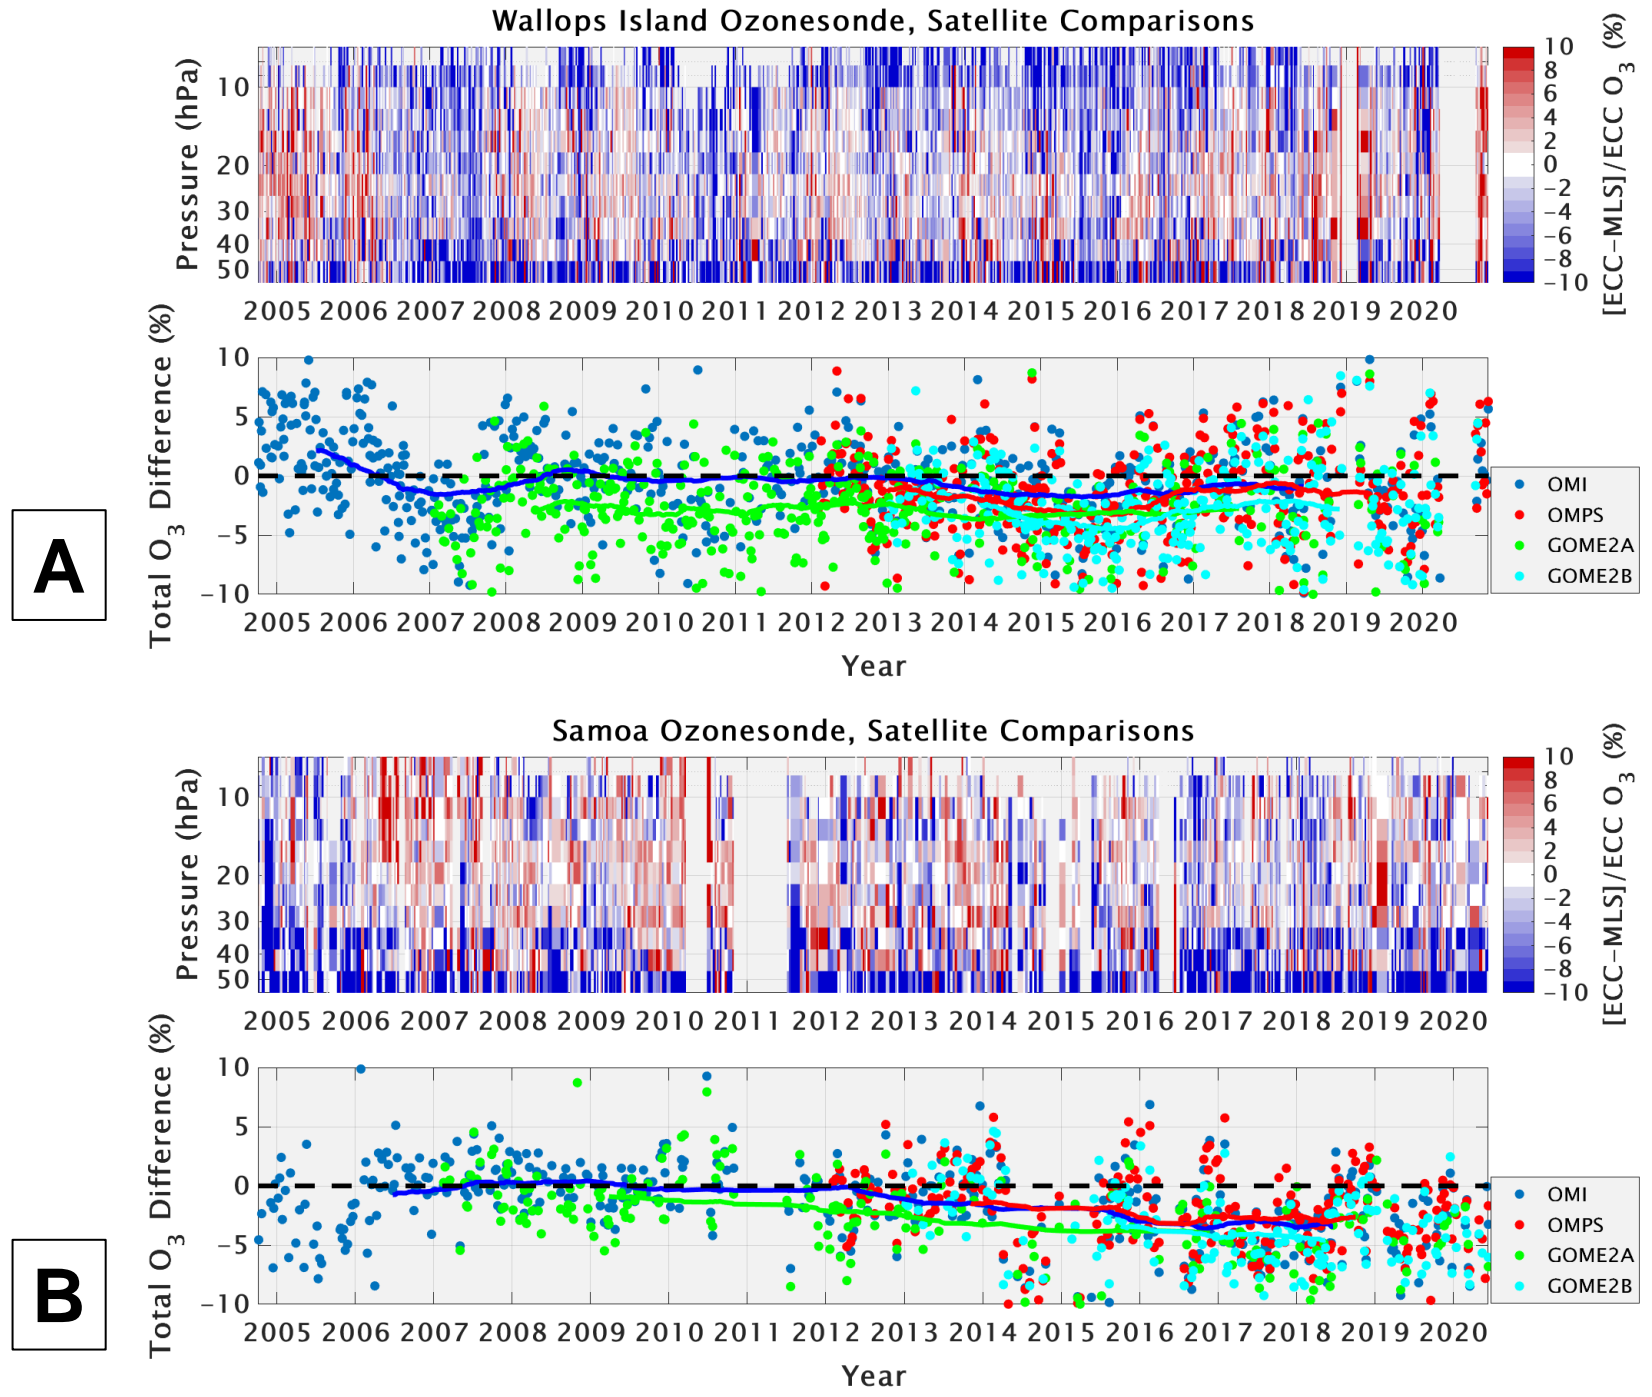 Wallops Island Ozonesonde, Satellite Comparisons
Pressure (hPa)
10
20
30
40
50
2005 2006 2007 2008 2009 2010 2011 2012 2013 2014 2015 2016 2017 2018 2019 2020
10
8
6
4
2
0
-2
-4
-6
-8
-10
[ECC-MLS]/ECC O3 (%)
A
Total O3 Difference (%)
10
5
0
-5
-10
2005 2006 2007 2008 2009 2010 2011 2012 2013 2014 2015 2016 2017 2018 2019 2020
Year
OMI
OMPS
GOME2A
GOME2B
Samoa Ozonesonde, Satellite Comparisons
Pressure (hPa)
10
20
30
40
50
2005 2006 2007 2008 2009 2010 2011 2012 2013 2014 2015 2016 2017 2018 2019 2020
10
8
6
4
2
0
-2
-4
-6
-8
-10
[ECC-MLS]/ECC O3 (%)
B
Total O3 Difference (%)
10
5
0
-5
-10
2005 2006 2007 2008 2009 2010 2011 2012 2013 2014 2015 2016 2017 2018 2019 2020
Year
OMI
OMPS
GOME2A
GOME2B